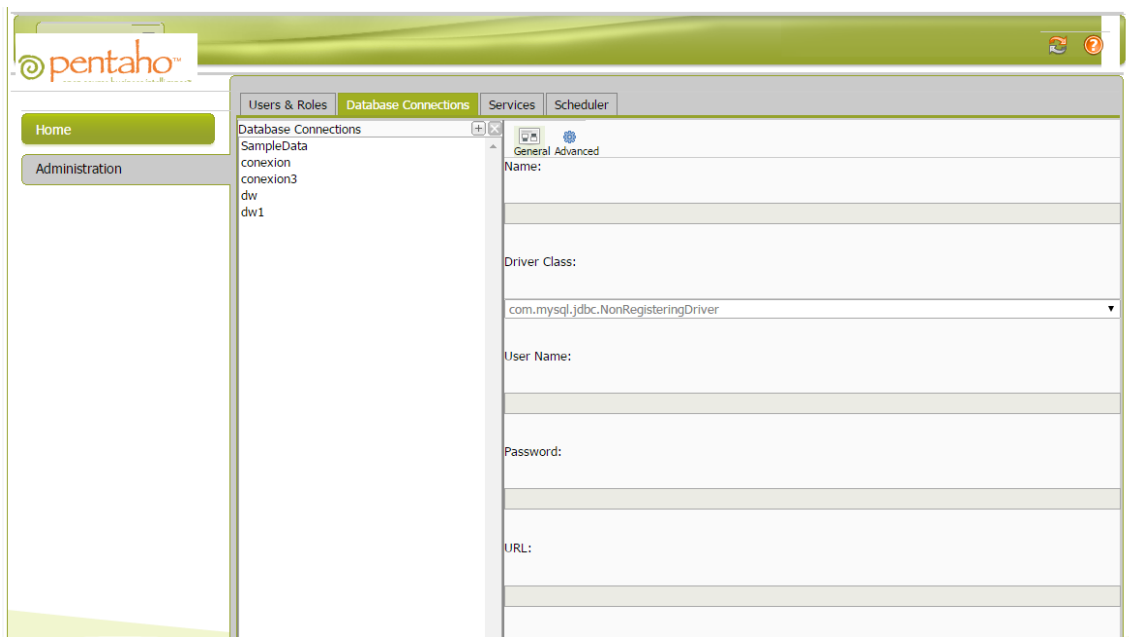 pentaho™
Users & Roles
Database Connections
Services
Scheduler
Home
Administration
Database Connections
SampleData
conexion
conexion3
dw
dw1
General Advanced
Name:
Driver Class:
com.mysql.jdbc.NonRegisteringDriver
User Name:
Password:
URL: